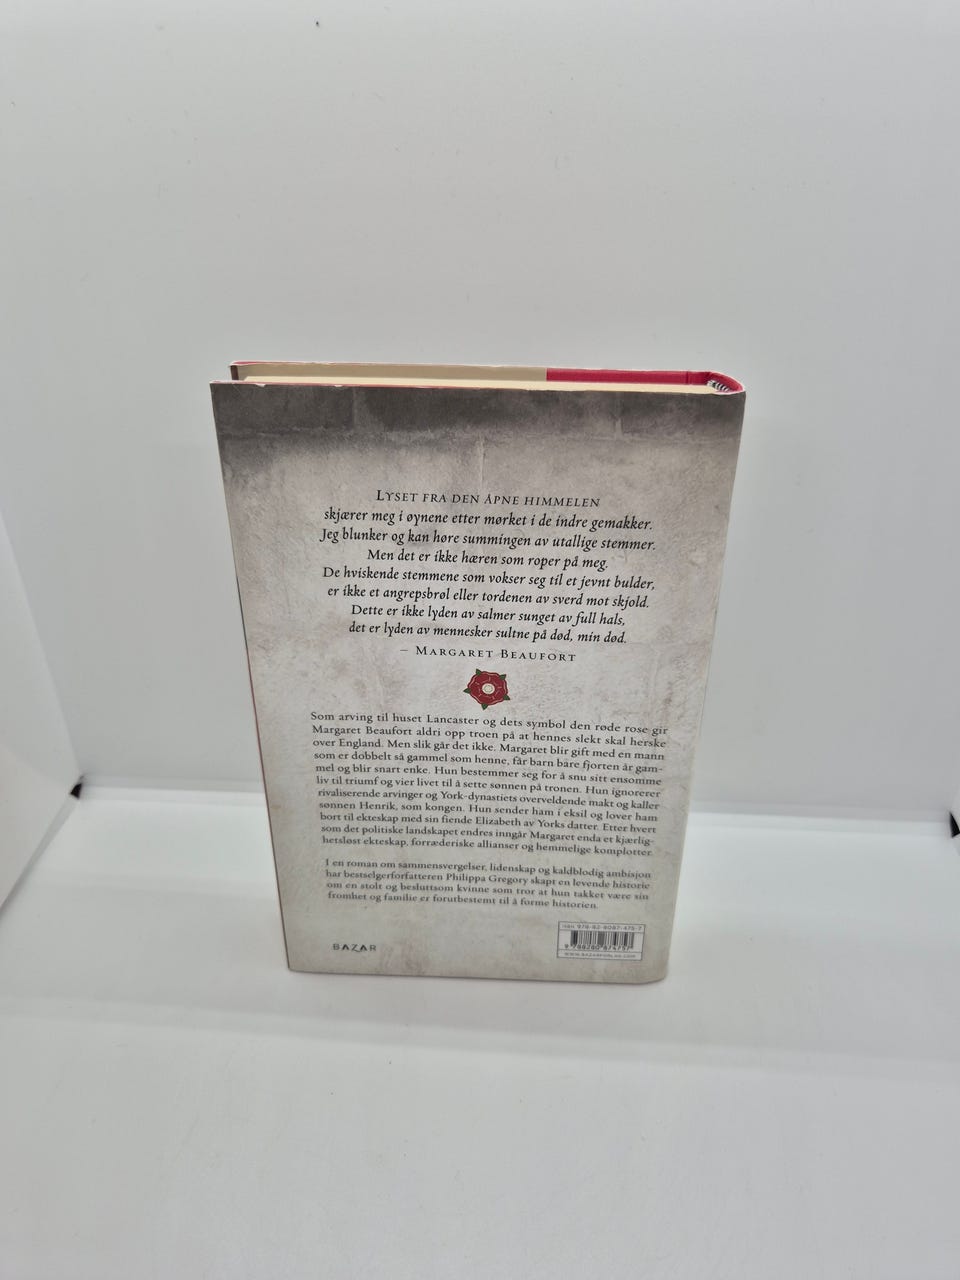 LYSET FRA DEN ÅPNE HIMMELEN
skjærer meg i øynene etter mørket i de indre gemakker.
Jeg blunker og kan høre summingen av utallige stemmer.
Men det er ikke hæren som roper på meg.
De hviskende stemmene som vokser seg til et jevnt bulder,
er ikke et angrepsbrøl eller tordenen av sverd mot skjold.
Dette er ikke lyden av salmer sunget av full hals,
det er lyden av mennesker sultne på død, min død.
– MARGARET BEAUFORT
Som arving til huset Lancaster og dets symbol den røde rose gir
Margaret Beaufort aldri opp troen på at hennes slekt skal herske
over England. Men slik går det ikke. Margaret blir gift med en mann
som er dobbelt så gammel som henne, får barn bare fjorten år gam-
mel og blir snart enke. Hun bestemmer seg for å snu sitt ensomme
liv til triumf og vier livet til å sette sønnen på tronen. Hun ignorerer
rivaliserende arvinger og York-dynastiets overveldende makt og kaller
sønnen Henrik, som kongen. Hun sender ham i eksil og lover ham
bort til ekteskap med sin fiende Elizabeth av Yorks datter. Etter hvert
som det politiske landskapet endres inngår Margaret enda et kjærlig-
hetsløst ekteskap, forræderiske allianser og hemmelige komplotter.
I en roman om sammensvergelser, lidenskap og kaldblodig ambisjon
har bestselgerforfatteren Philippa Gregory skapt en levende historie
om en stolt og besluttsom kvinne som tror at hun takket være sin
fromhet og familie er forutbestemt til å forme historien.
BAZAR
ISBN 978-82-8087-475-7
9 788280 874757
WWW.BAZARFORLAG.COM